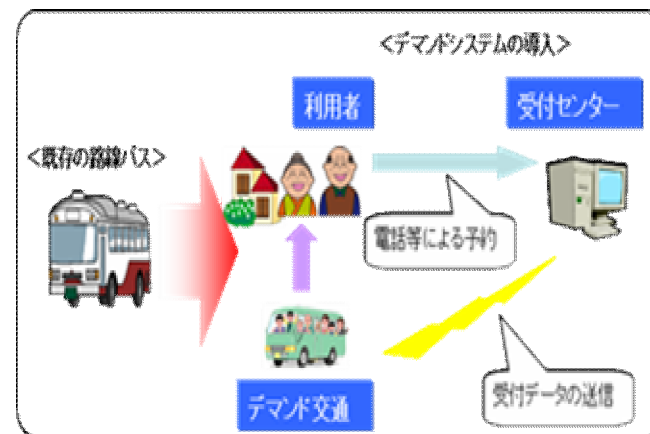 <デマンドシステムの導入>
利用者
受付センター
<既存の路線バス>
電話等による予約
デマンド交通
受付データの送信